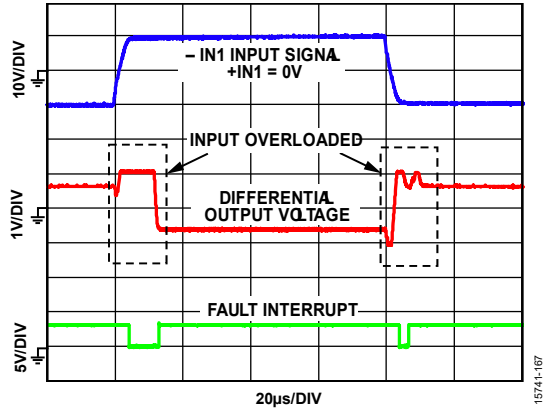 10V/DIV
– IN1 INPUT SIGNAL
+IN1 = 0V
INPUT OVERLOADED
1V/DIV
DIFFERENTIAL
OUTPUT VOLTAGE
FAULT INTERRUPT
5V/DIV
20µs/DIV
15741-167